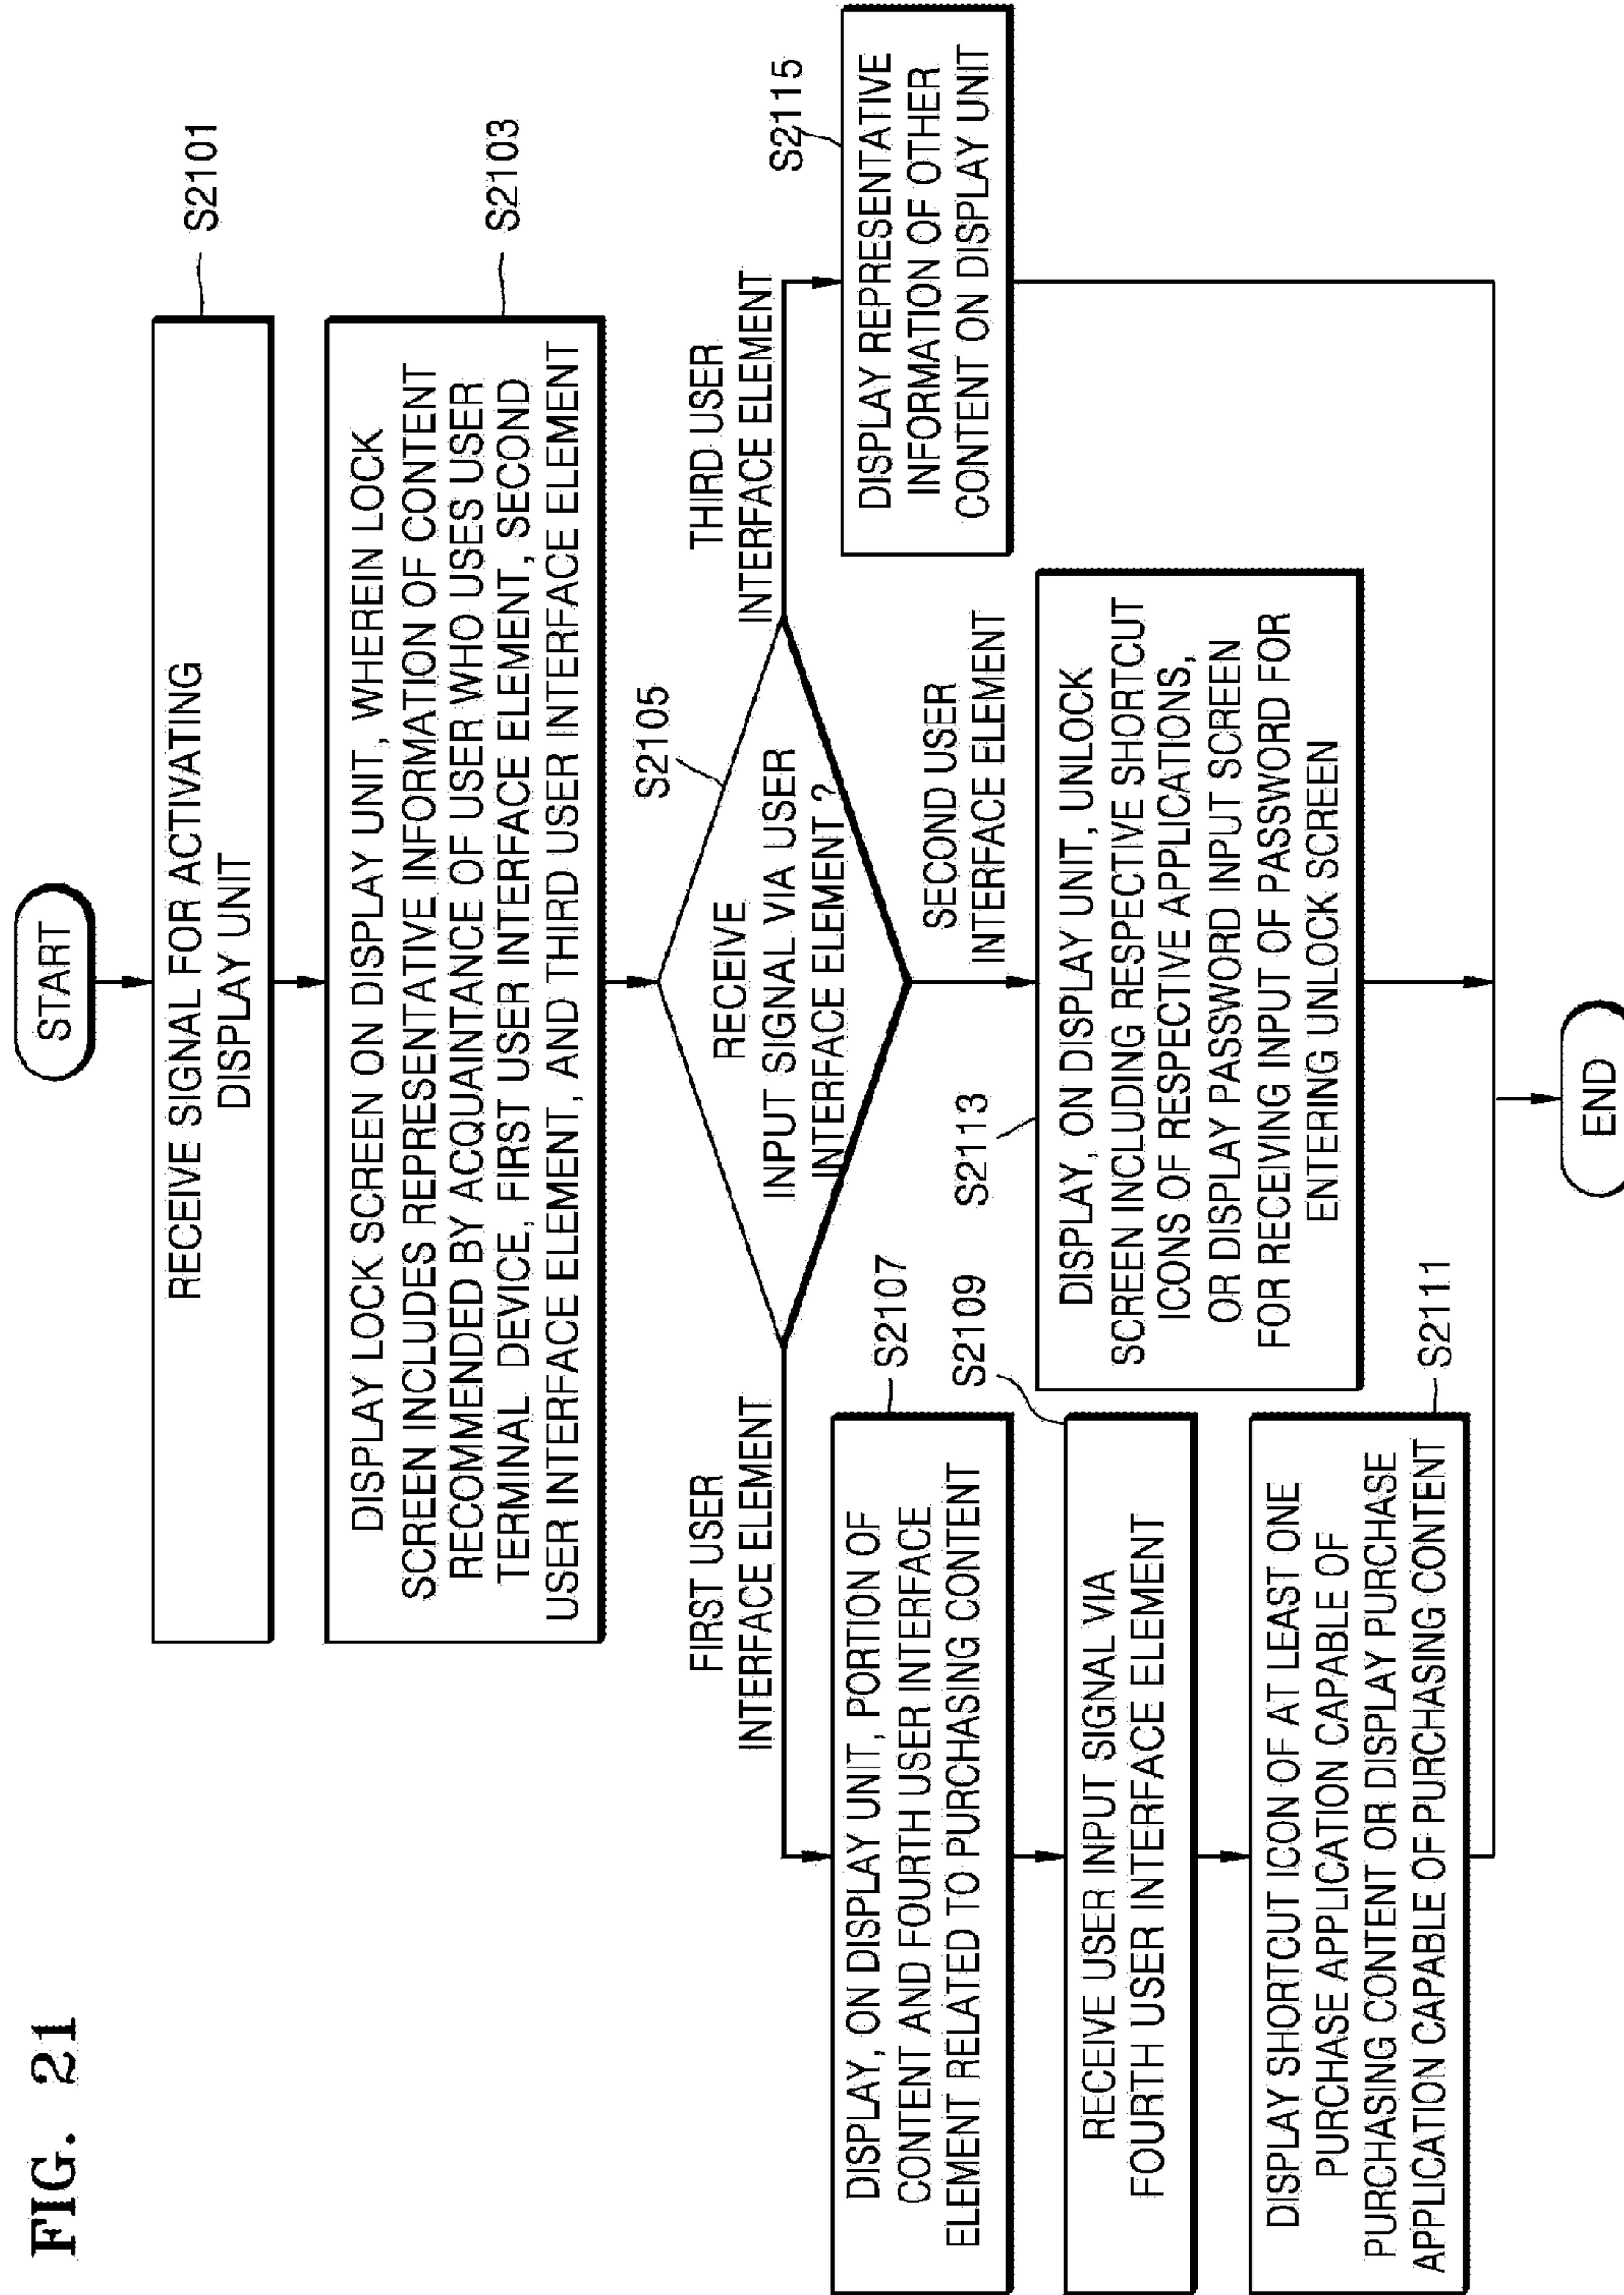 FIG. 21
START
RECEIVE SIGNAL FOR ACTIVATING
DISPLAY UNIT
S2101
DISPLAY LOCK SCREEN ON DISPLAY UNIT, WHEREIN LOCK
SCREEN INCLUDES REPRESENTATIVE INFORMATION OF CONTENT
RECOMMENDED BY ACQUAINTANCE OF USER WHO USES USER
TERMINAL DEVICE, FIRST USER INTERFACE ELEMENT, SECOND
USER INTERFACE ELEMENT, AND THIRD USER INTERFACE ELEMENT
S2103
S2105
RECEIVE
INPUT SIGNAL VIA USER
INTERFACE ELEMENT ?
FIRST USER
INTERFACE ELEMENT
S2107
DISPLAY, ON DISPLAY UNIT, PORTION OF
CONTENT AND FOURTH USER INTERFACE
ELEMENT RELATED TO PURCHASING CONTENT
S2109
RECEIVE USER INPUT SIGNAL VIA
FOURTH USER INTERFACE ELEMENT
S2111
DISPLAY SHORTCUT ICON OF AT LEAST ONE
PURCHASE APPLICATION CAPABLE OF
PURCHASING CONTENT OR DISPLAY PURCHASE
APPLICATION CAPABLE OF PURCHASING CONTENT
SECOND USER
INTERFACE ELEMENT
S2113
DISPLAY, ON DISPLAY UNIT, UNLOCK
SCREEN INCLUDING RESPECTIVE SHORTCUT
ICONS OF RESPECTIVE APPLICATIONS,
OR DISPLAY PASSWORD INPUT SCREEN
FOR RECEIVING INPUT OF PASSWORD FOR
ENTERING UNLOCK SCREEN
THIRD USER
INTERFACE ELEMENT
S2115
DISPLAY REPRESENTATIVE
INFORMATION OF OTHER
CONTENT ON DISPLAY UNIT
END